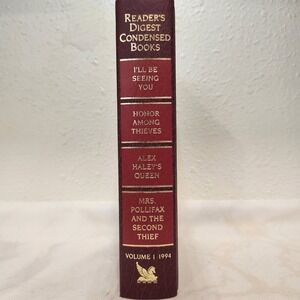 READER'S
DIGEST
CONDENSED
BOOKS
I'LL BE
SEEING
YOU
HONOR
AMONG
THIEVES
ALEX
HALEY'S
QUEEN
MRS.
POLLIFAX
AND THE
SECOND
THIEF
VOLUME 1 1994